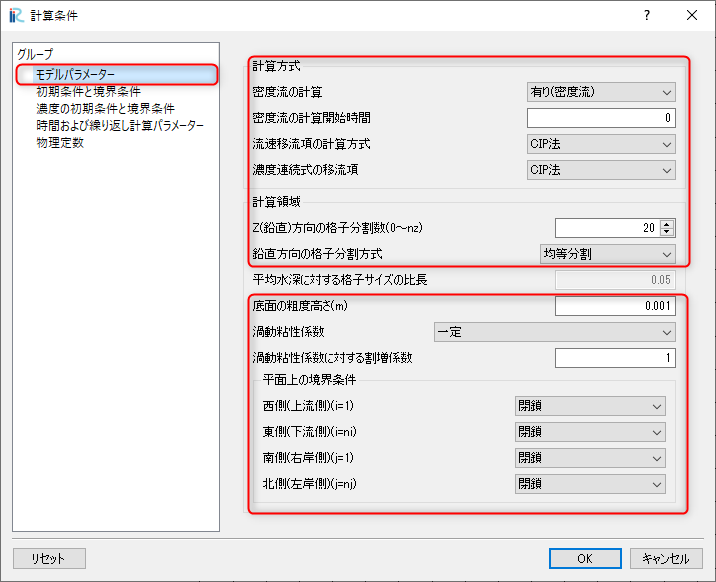 計算条件
?
グループ
モデルパラメーター
初期条件と境界条件
濃度の初期条件と境界条件
時間および繰り返し計算パラメーター
物理定数
計算方式
密度流の計算 有り(密度流)
密度流の計算開始時間 0
流速移流項の計算方式 CIP法
濃度連続式の移流項 CIP法
計算領域
Z(鉛直)方向の格子分割数(0～nz) 20
鉛直方向の格子分割方式 均等分割
平均水深に対する格子サイズの比長 0.05
底面の粗度高さ(m) 0.001
渦動粘性係数 一定
渦動粘性係数に対する割増係数 1
平面上の境界条件
西側(上流側)(i=1) 閉鎖
東側(下流側)(i=ni) 閉鎖
南側(右岸側)(j=1) 閉鎖
北側(左岸側)(j=nj) 閉鎖
リセット OK キャンセル